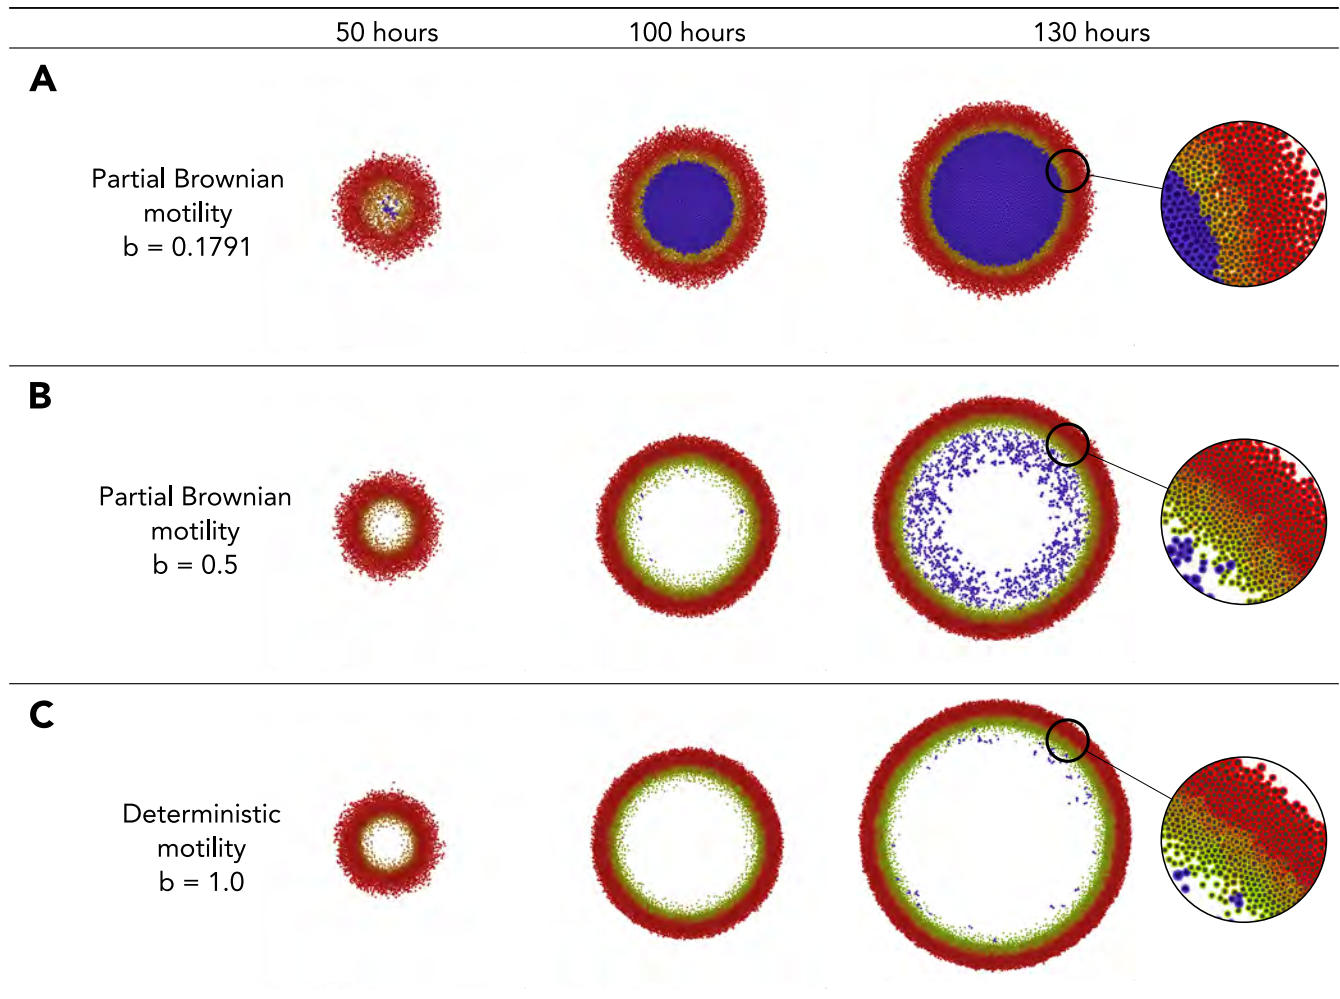 50 hours 100 hours 130 hours
A
Partial Brownian
motility
b = 0.1791
B
Partial Brownian
motility
b = 0.5
C
Deterministic
motility
b = 1.0